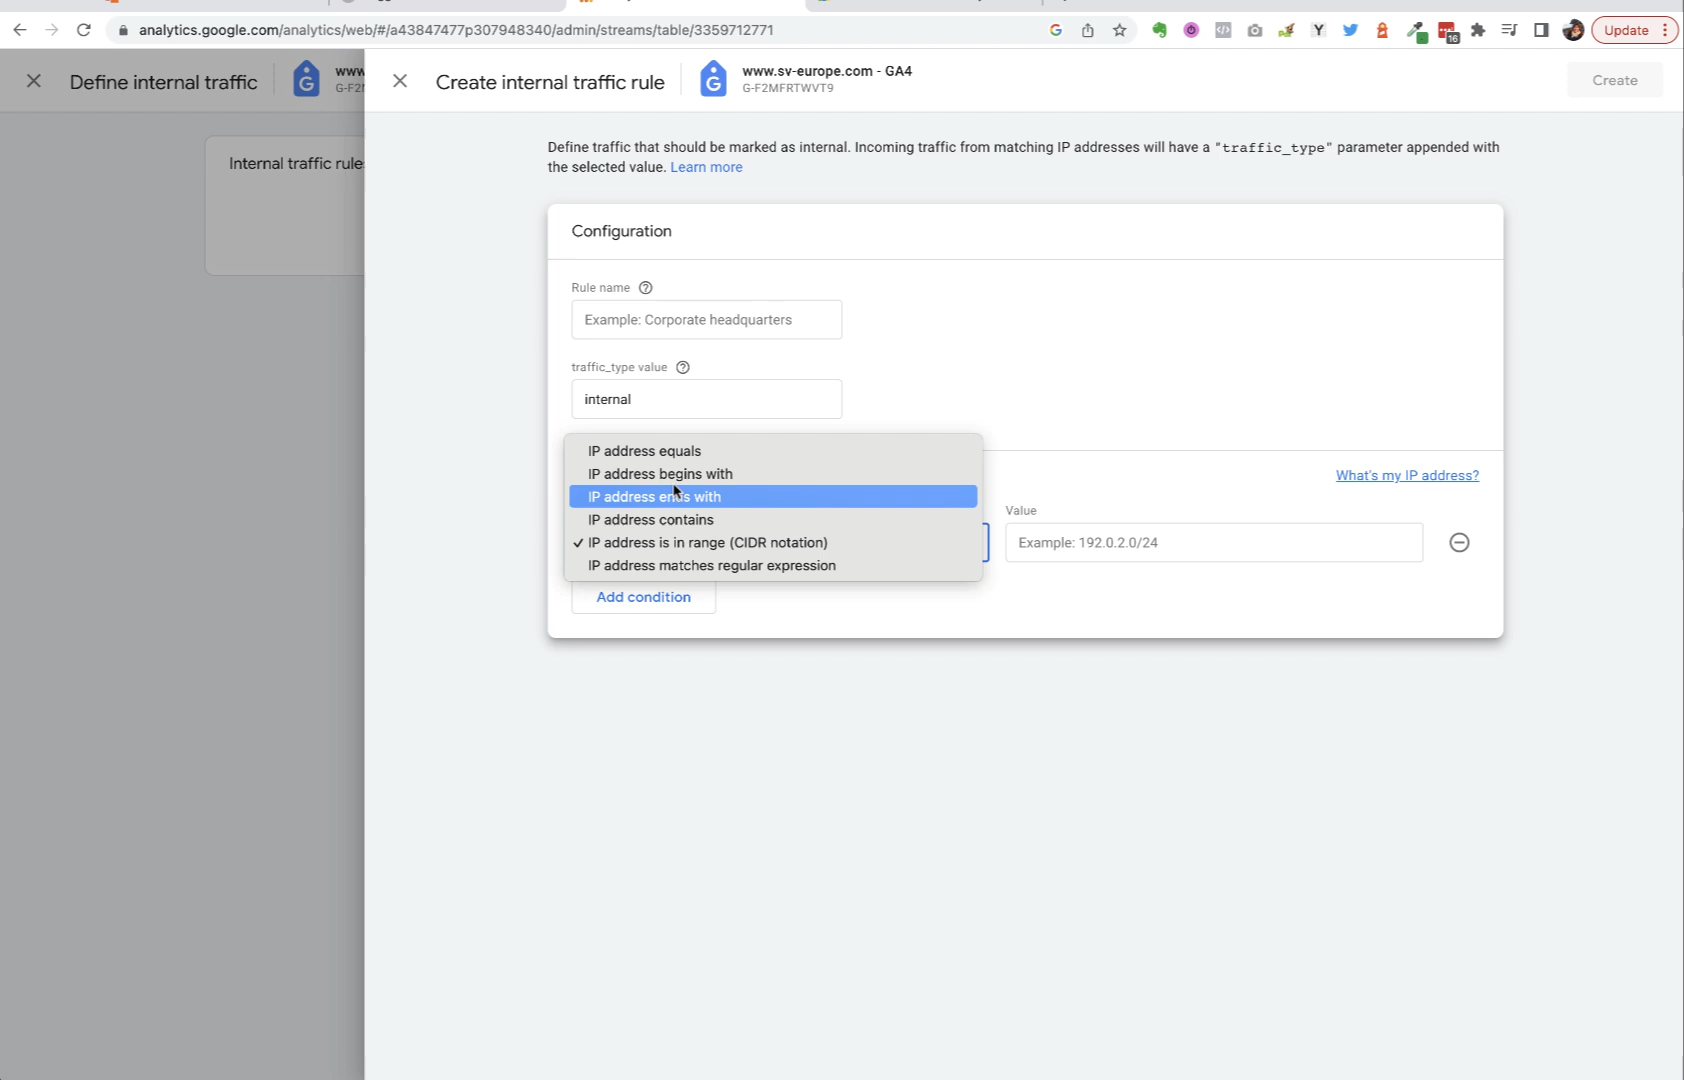 analytics.google.com/analytics/web/#/a43847477p307948340/admin/streams/table/3359712771
16
Update
Define internal traffic
www
G-F2M
Create internal traffic rule
www.sv-europe.com - GA4
G-F2MFRTWVT9
Create
Internal traffic rules
Define traffic that should be marked as internal. Incoming traffic from matching IP addresses will have a "traffic_type" parameter appended with
the selected value. Learn more
Configuration
Rule name
Example: Corporate headquarters
traffic_type value
internal
IP address equals
IP address begins with
IP address ends with
IP address contains
✓ IP address is in range (CIDR notation)
IP address matches regular expression
What's my IP address?
Value
Example: 192.0.2.0/24
Add condition